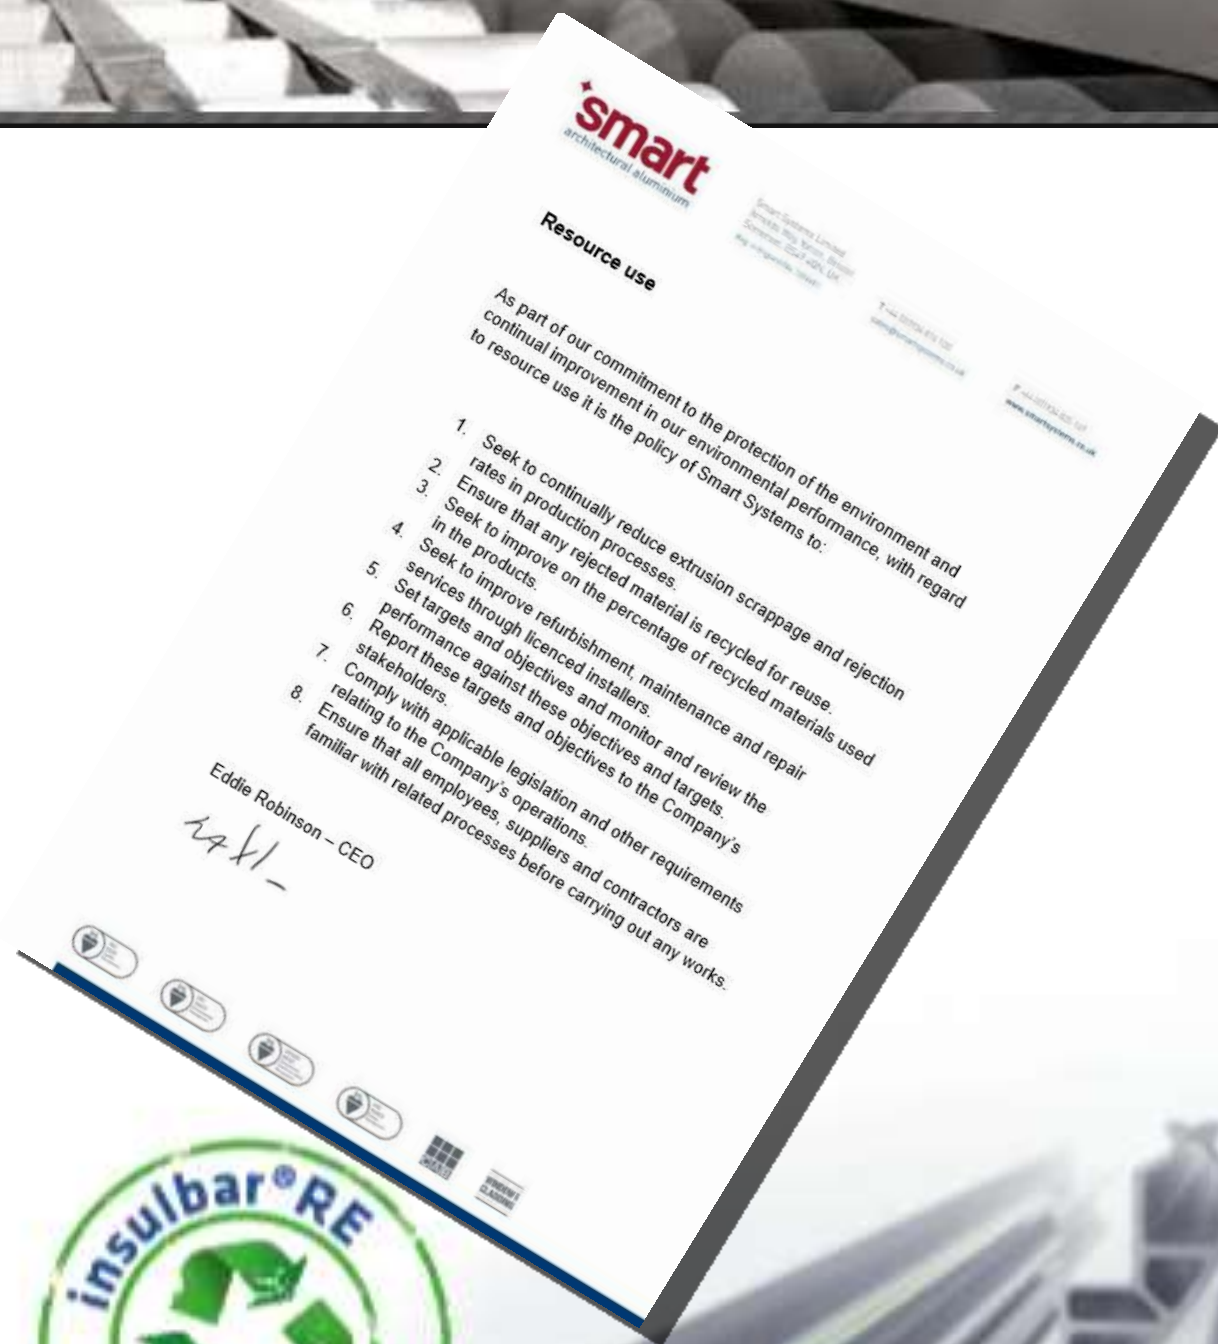 smart
architectural aluminium
Smart Systems Limited
Resource use
www.smartsystems.co.uk
As part of our commitment to the protection of the environment and
continual improvement in our environmental performance, with regard
to resource use it is the policy of Smart Systems to:
1. Seek to continually reduce extrusion scrappage and rejection
rates in production processes.
2. Ensure that any rejected material is recycled for reuse.
3. Seek to improve on the percentage of recycled materials used
in the products.
4. Seek to improve refurbishment, maintenance and repair
services through licenced installers.
5. Set targets and objectives and monitor and review the
performance against these objectives and targets.
6. Report these targets and objectives to the Company's
stakeholders.
7. Comply with applicable legislation and other requirements
relating to the Company's operations.
8. Ensure that all employees, suppliers and contractors are
familiar with related processes before carrying out any works.
Eddie Robinson – CEO
insulbar®RE